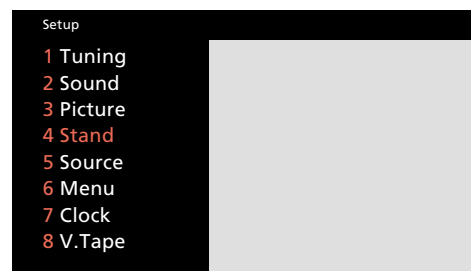 Setup
1 Tuning
2 Sound
3 Picture
4 Stand
5 Source
6 Menu
7 Clock
8 V.Tape